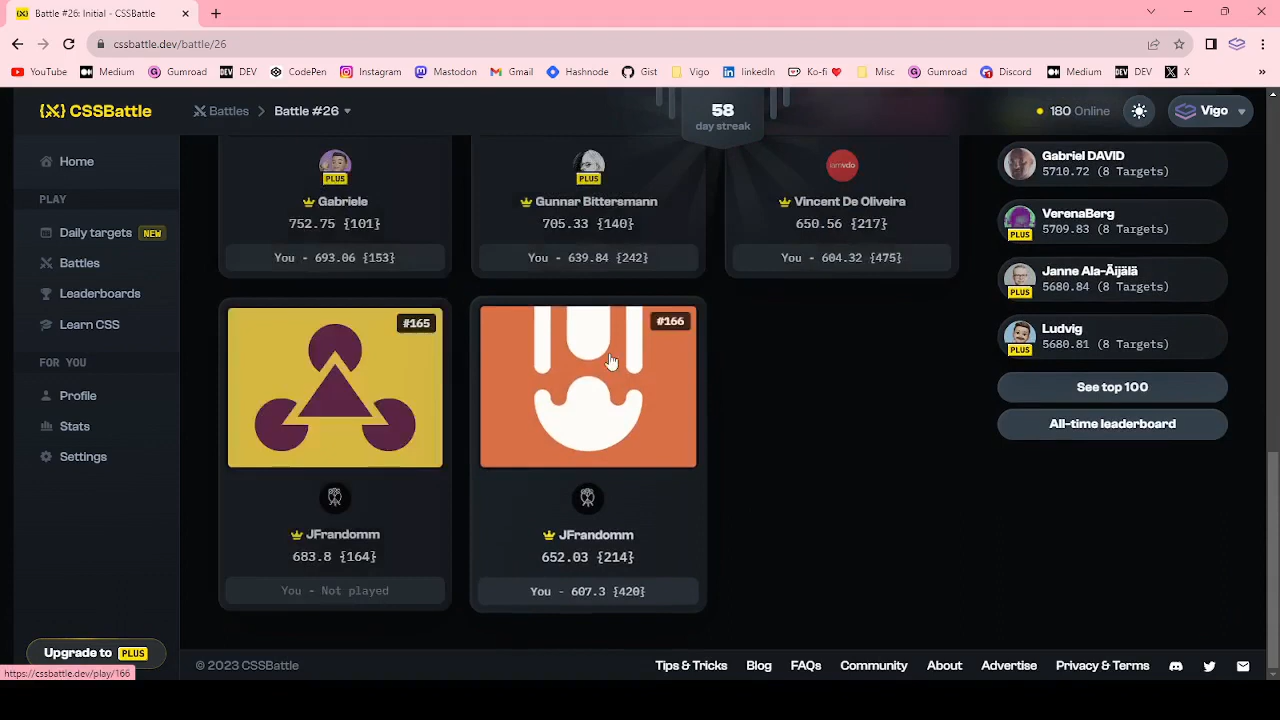 Battle #26: Initial - CSSBattle
cssbattle.dev/battle/26
YouTube Medium Gumroad DEV CodePen Instagram Mastodon Gmail Hashnode Gist Vigo linkedIn Ko-fi Misc Gumroad Discord Medium DEV X »
CSSBattle Battles Battle #26 58 180 Online Vigo
day streak
Home
PLAY
Daily targets NEW
Battles
Leaderboards
Learn CSS
FOR YOU
Profile
Stats
Settings
Upgrade to PLUS
https://cssbattle.dev/play/166
PLUS
Gabriele
752.75 {101}
You - 693.06 {153}
PLUS
Gunnar Bittersmann
705.33 {140}
You - 639.84 {242}
iamvdo
Vincent De Oliveira
650.56 {217}
You - 604.32 {475}
#165
JFrandomm
683.8 {164}
You - Not played
#166
JFrandomm
652.03 {214}
You - 607.3 {420}
Gabriel DAVID
5710.72 (8 Targets)
VerenaBerg
5709.83 (8 Targets)
PLUS
Janne Ala-Äijälä
5680.84 (8 Targets)
PLUS
Ludvig
5680.81 (8 Targets)
PLUS
See top 100
All-time leaderboard
© 2023 CSSBattle
Tips & Tricks Blog FAQs Community About Advertise Privacy & Terms